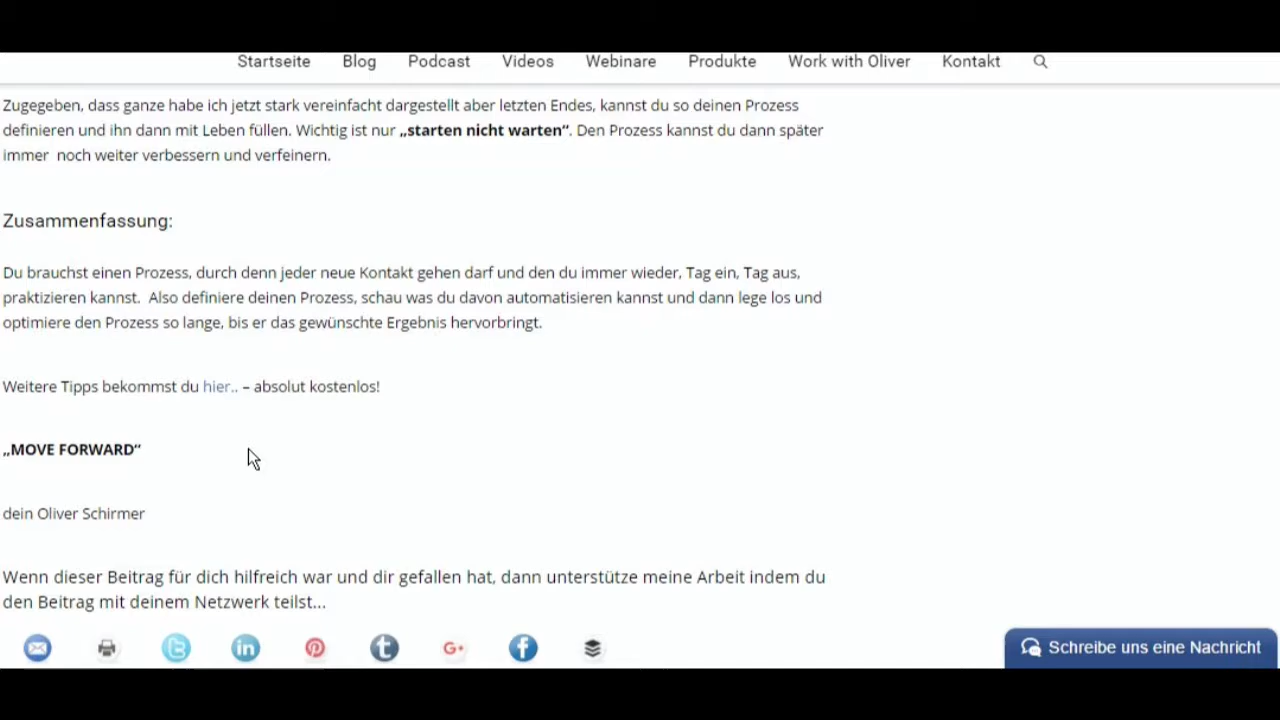 Startseite Blog Podcast Videos Webinare Produkte Work with Oliver Kontakt
Zugegeben, dass ganze habe ich jetzt stark vereinfacht dargestellt aber letzten Endes, kannst du so deinen Prozess
definieren und ihn dann mit Leben füllen. Wichtig ist nur „starten nicht warten“. Den Prozess kannst du dann später
immer noch weiter verbessern und verfeinern.
Zusammenfassung:
Du brauchst einen Prozess, durch denn jeder neue Kontakt gehen darf und den du immer wieder, Tag ein, Tag aus,
praktizieren kannst. Also definiere deinen Prozess, schau was du davon automatisieren kannst und dann lege los und
optimiere den Prozess so lange, bis er das gewünschte Ergebnis hervorbringt.
Weitere Tipps bekommst du hier.. – absolut kostenlos!
„MOVE FORWARD“
dein Oliver Schirmer
Wenn dieser Beitrag für dich hilfreich war und dir gefallen hat, dann unterstütze meine Arbeit indem du
den Beitrag mit deinem Netzwerk teilst...
in t G+ f
Schreibe uns eine Nachricht